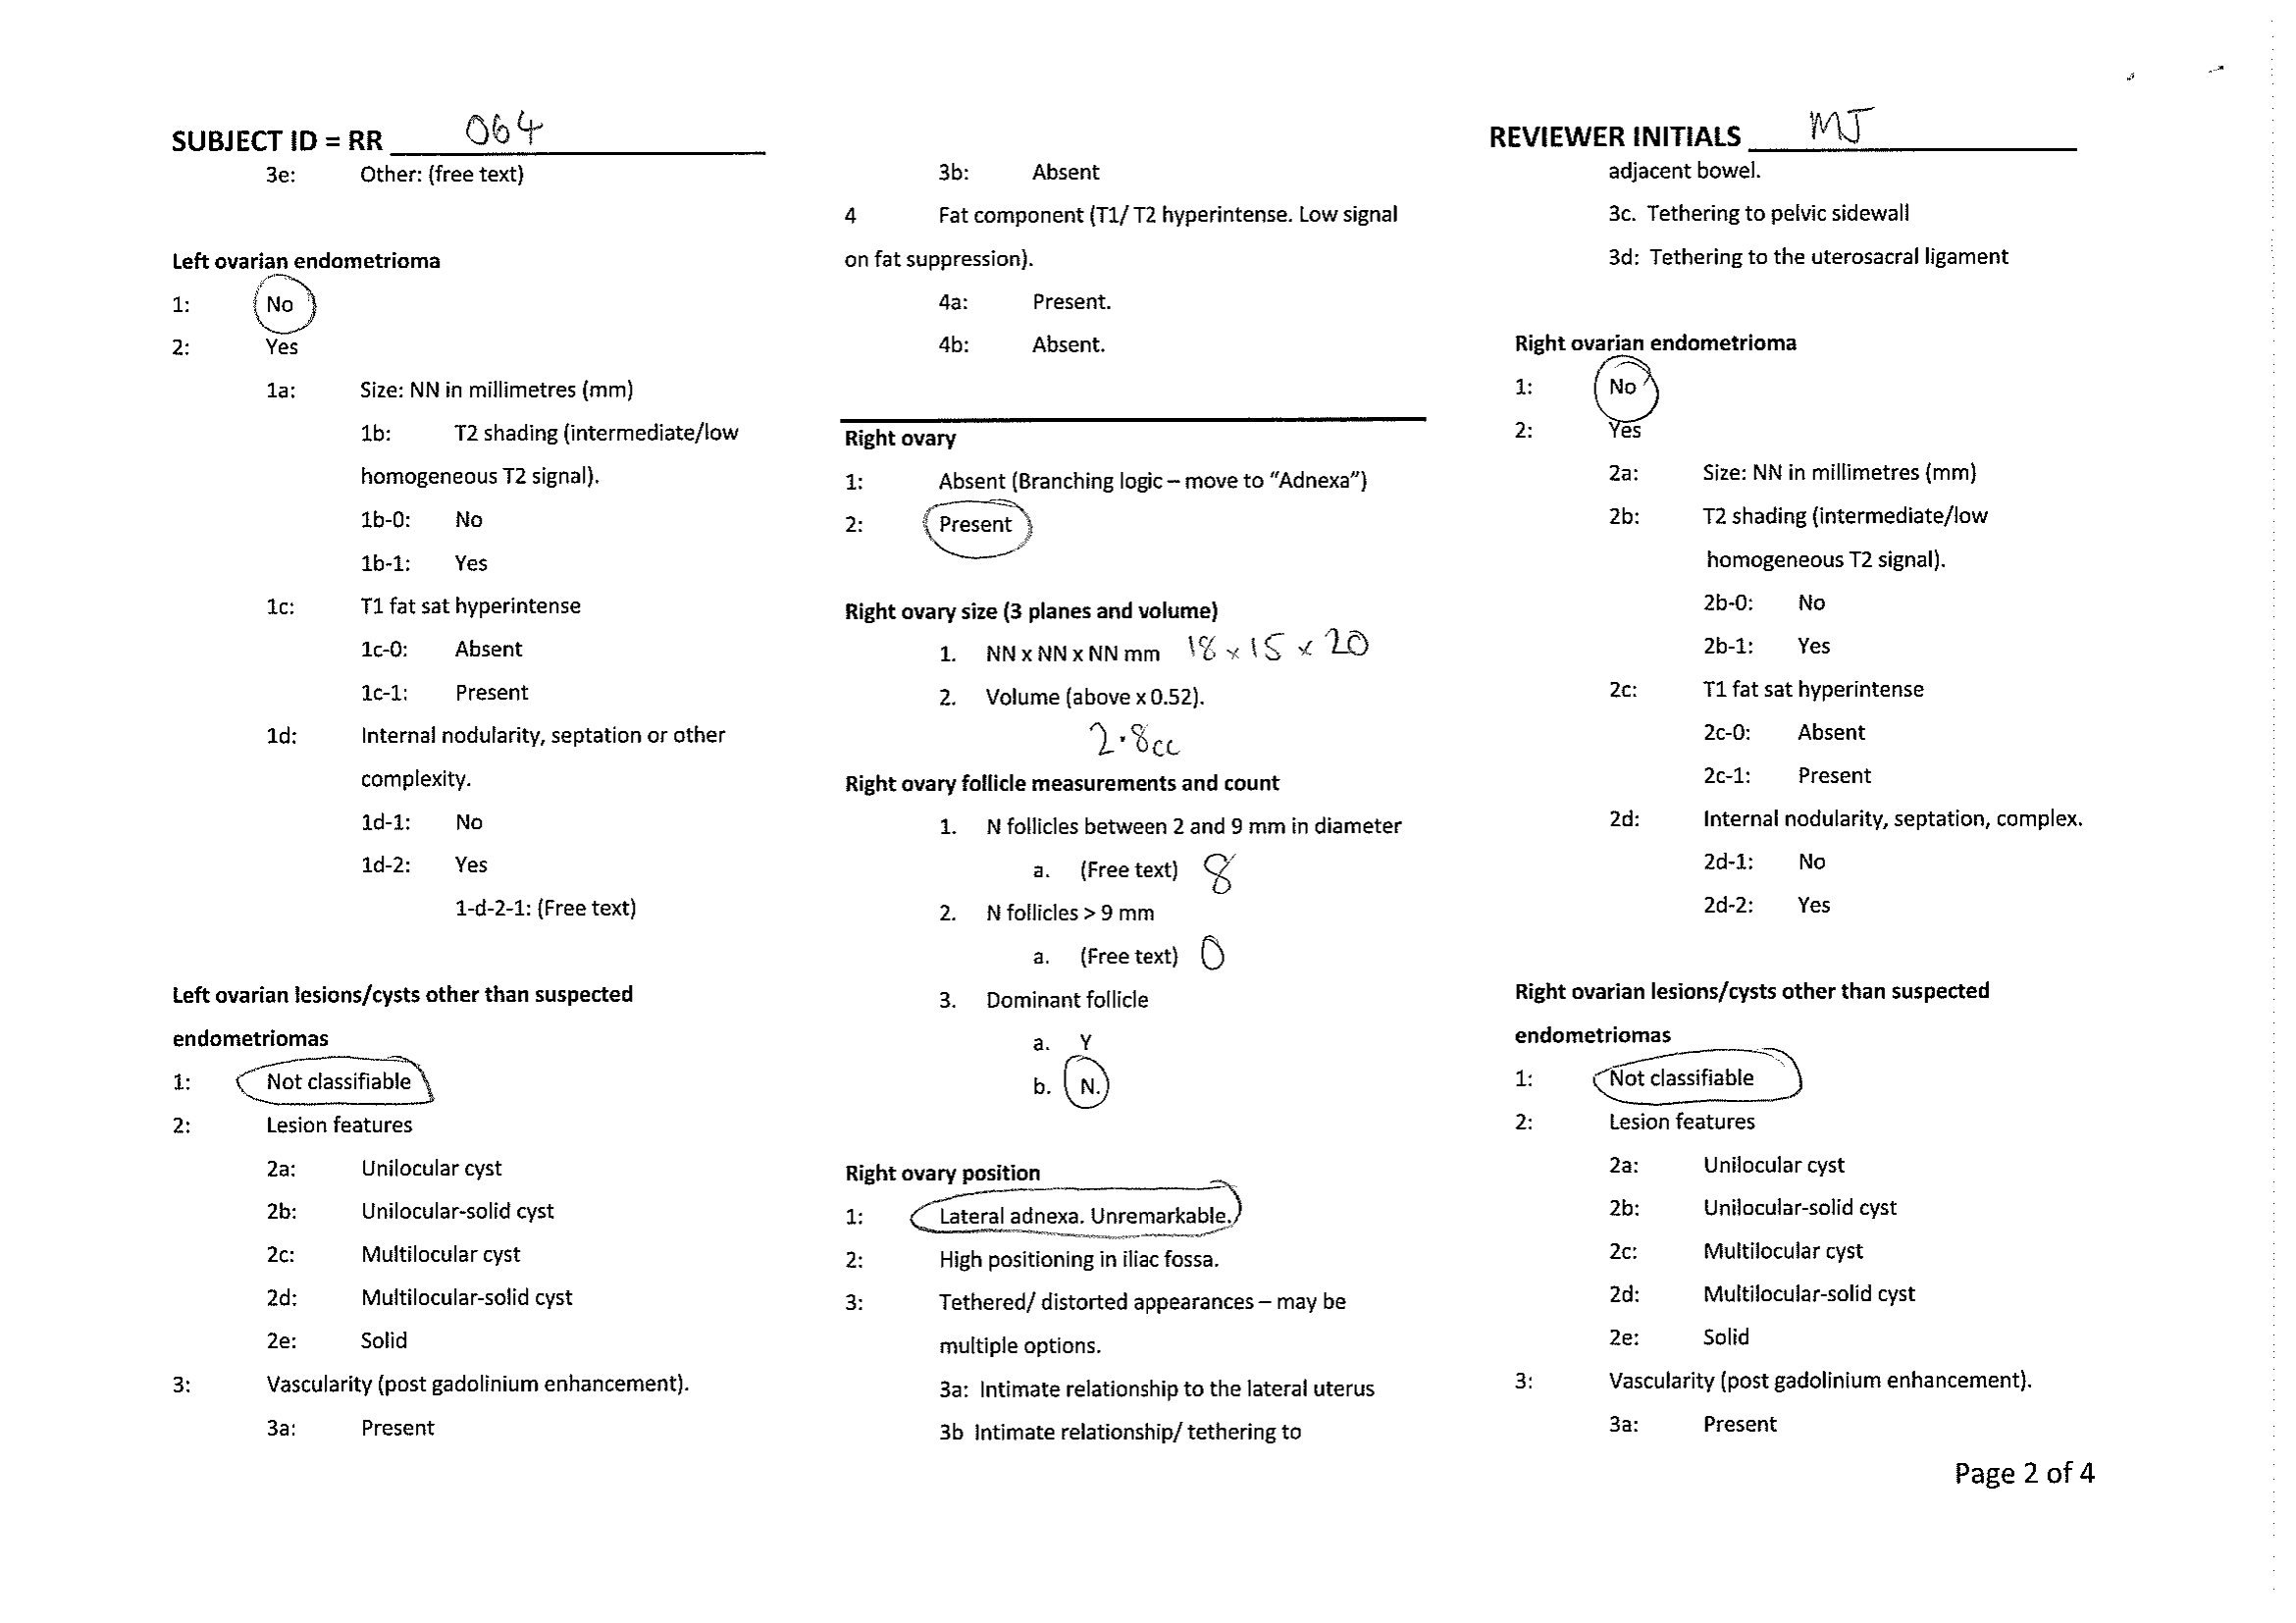 SUBJECT ID = RR 064
3e: Other: (free text)
Left ovarian endometrioma
1: No
2: Yes
1a: Size: NN in millimetres (mm)
1b: T2 shading (intermediate/low
homogeneous T2 signal).
1b-0: No
1b-1: Yes
1c: T1 fat sat hyperintense
1c-0: Absent
1c-1: Present
1d: Internal nodularity, septation or other
complexity.
1d-1: No
1d-2: Yes
1-d-2-1: (Free text)
Left ovarian lesions/cysts other than suspected
endometriomas
1: Not classifiable
2: Lesion features
2a: Unilocular cyst
2b: Unilocular-solid cyst
2c: Multilocular cyst
2d: Multilocular-solid cyst
2e: Solid
3: Vascularity (post gadolinium enhancement).
3a: Present
3b: Absent
4 Fat component (T1/ T2 hyperintense. Low signal
on fat suppression).
4a: Present.
4b: Absent.
Right ovary
1: Absent (Branching logic – move to “Adnexa”)
2: Present
Right ovary size (3 planes and volume)
1. NN x NN x NN mm 18 x 15 x 20
2. Volume (above x 0.52).
2.8cc
Right ovary follicle measurements and count
1. N follicles between 2 and 9 mm in diameter
a. (Free text) 8
2. N follicles > 9 mm
a. (Free text) 0
3. Dominant follicle
a. Y
b. N.
Right ovary position
1: Lateral adnexa. Unremarkable.
2: High positioning in iliac fossa.
3: Tethered/ distorted appearances – may be
multiple options.
3a: Intimate relationship to the lateral uterus
3b Intimate relationship/ tethering to
REVIEWER INITIALS MJ
adjacent bowel.
3c. Tethering to pelvic sidewall
3d: Tethering to the uterosacral ligament
Right ovarian endometrioma
1: No
2: Yes
2a: Size: NN in millimetres (mm)
2b: T2 shading (intermediate/low
homogeneous T2 signal).
2b-0: No
2b-1: Yes
2c: T1 fat sat hyperintense
2c-0: Absent
2c-1: Present
2d: Internal nodularity, septation, complex.
2d-1: No
2d-2: Yes
Right ovarian lesions/cysts other than suspected
endometriomas
1: Not classifiable
2: Lesion features
2a: Unilocular cyst
2b: Unilocular-solid cyst
2c: Multilocular cyst
2d: Multilocular-solid cyst
2e: Solid
3: Vascularity (post gadolinium enhancement).
3a: Present
Page 2 of 4